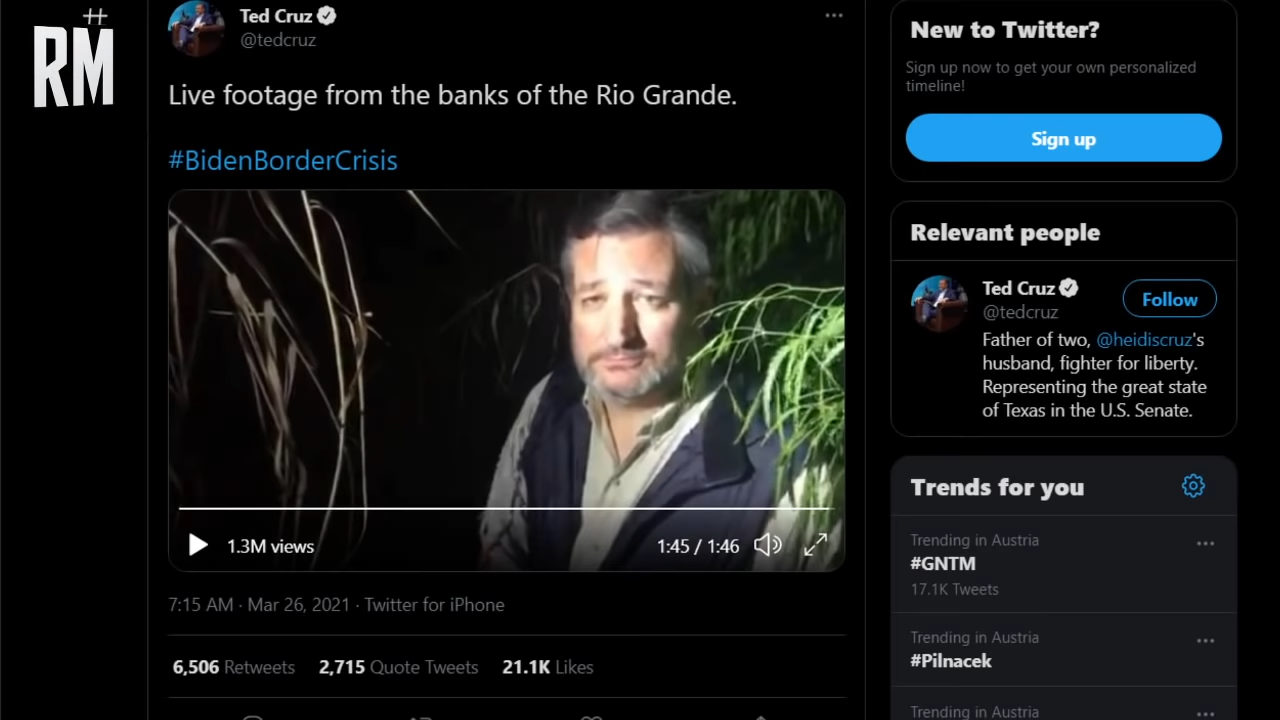 #
RM
Ted Cruz
@tedcruz
Live footage from the banks of the Rio Grande.
#BidenBorderCrisis
1.3M views
1:45 / 1:46
7:15 AM · Mar 26, 2021 · Twitter for iPhone
6,506 Retweets 2,715 Quote Tweets 21.1K Likes
New to Twitter?
Sign up now to get your own personalized
timeline!
Sign up
Relevant people
Ted Cruz
@tedcruz
Follow
Father of two, @heidiscruz's
husband, fighter for liberty.
Representing the great state
of Texas in the U.S. Senate.
Trends for you
Trending in Austria
#GNTM
17.1K Tweets
Trending in Austria
#Pilnacek
Trending in Austria